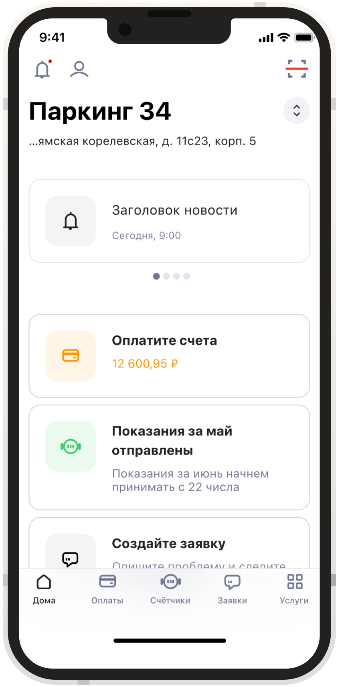 9:41
Паркинг 34
...ямская корелевская, д. 11с23, корп. 5
Заголовок новости
Сегодня, 9:00
Оплатите счета
12 600,95 ₽
Показания за май
отправлены
Показания за июнь начнем
принимать с 22 числа
Создайте заявку
Опишите проблему и следите
Дома
Оплаты
Счётчики
Заявки
Услуги